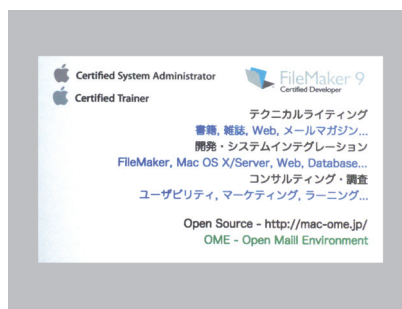 Certified System Administrator
Certified Trainer
FileMaker 9
Certified Developer
テクニカルライティング
書籍, 雑誌, Web, メールマガジン...
開発・システムインテグレーション
FileMaker, Mac OS X/Server, Web, Database...
コンサルティング・調査
ユーザビリティ, マーケティング, ラーニング...
Open Source - http://mac-ome.jp/
OME - Open Maill Environment